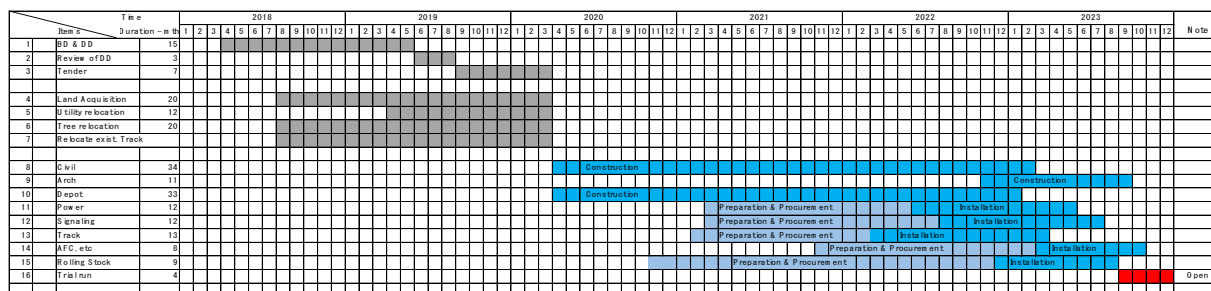 Time 2018 2019 2020 2021 2022 2023 Note
Items Duration - mth 1 2 3 4 5 6 7 8 9 10 11 12 1 2 3 4 5 6 7 8 9 10 11 12 1 2 3 4 5 6 7 8 9 10 11 12 1 2 3 4 5 6 7 8 9 10 11 12 1 2 3 4 5 6 7 8 9 10 11 12 1 2 3 4 5 6 7 8 9 10 11 12
1 BD & DD 15
2 Review of DD 3
3 Tender 7
4 Land Acquisition 20
5 Utility relocation 12
6 Tree relocation 20
7 Relocate exist. Track
8 Civil 34 Construction
9 Arch 11 Construction
10 Depot 33 Construction
11 Power 12 Preparation & Procurement Installation
12 Signaling 12 Preparation & Procurement Installation
13 Track 13 Preparation & Procurement Installation
14 AFC, etc 8 Preparation & Procurement Installation
15 Rolling Stock 9 Preparation & Procurement Installation
16 Trial run 4 Open